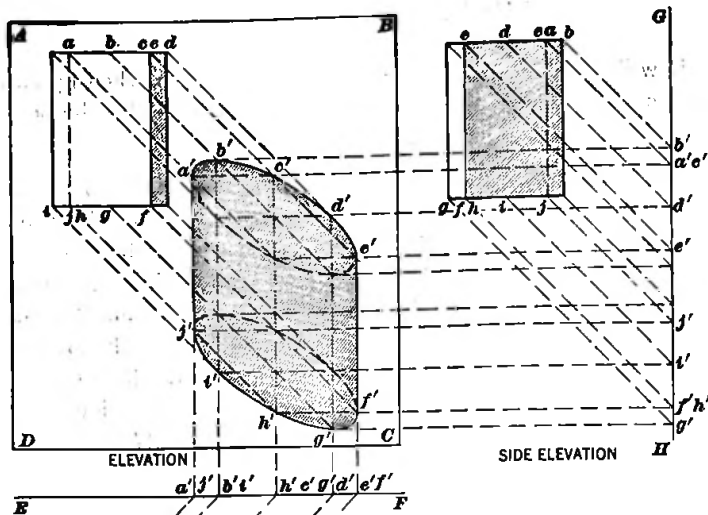 A
B
G
a b c e d
e d e a b
b'
a' c'
d'
e'
j'
i'
f' h'
g'
b'
a' c'
d'
e'
i j h g f
g f h i j
j'
i'
h'
f'
g'
D
C
H
ELEVATION
SIDE ELEVATION
a' j' b' i' h' c' g' d' e' f'
E
F